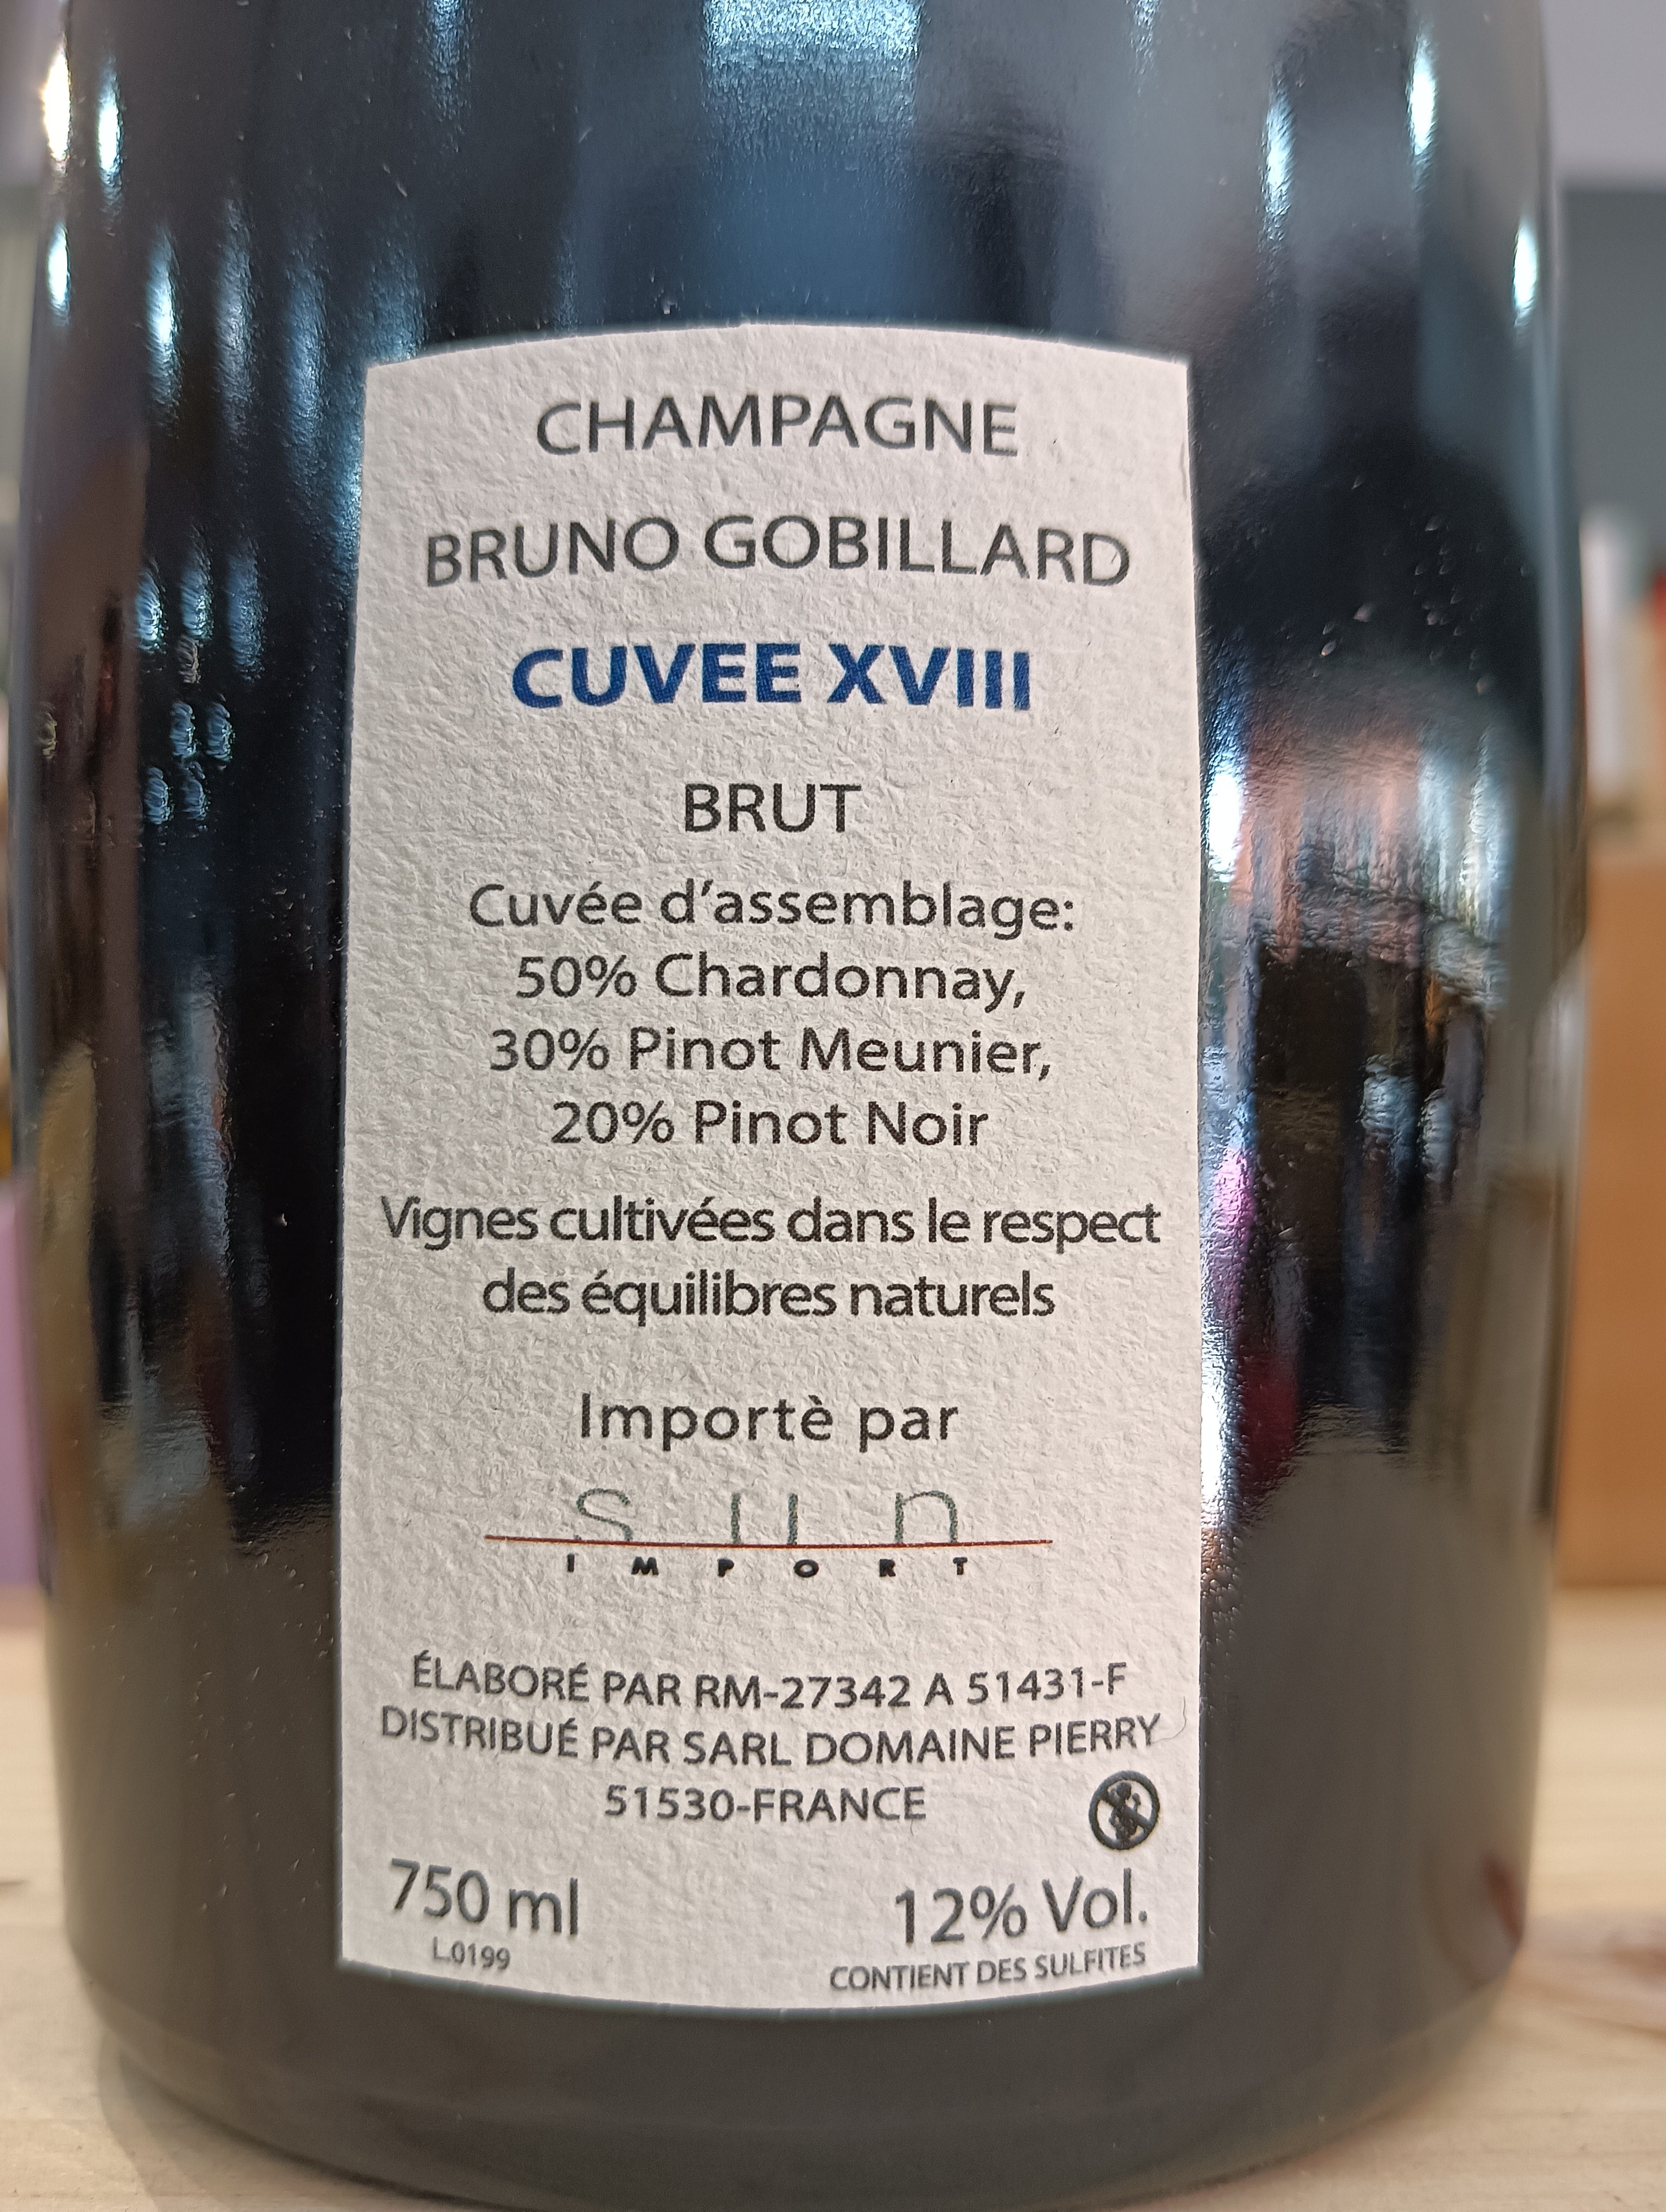 CHAMPAGNE
BRUNO GOBILLARD
CUVEE XVIII
BRUT
Cuvée d'assemblage:
50% Chardonnay,
30% Pinot Meunier,
20% Pinot Noir
Vignes cultivées dans le respect
des équilibres naturels
Importè par
sun
IMPORT
ÉLABORÉ PAR RM-27342 A 51431-F
DISTRIBUÉ PAR SARL DOMAINE PIERRY
51530-FRANCE
750 ml
12% Vol.
L.0199
CONTIENT DES SULFITES